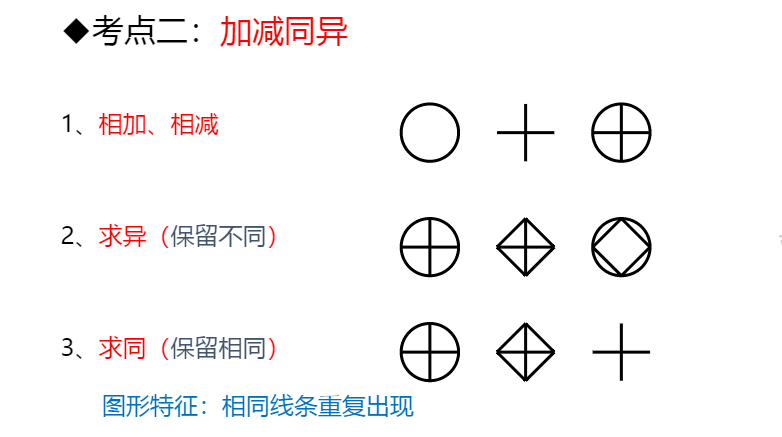 ◆考点二：加减同异
1、相加、相减
2、求异（保留不同）
3、求同（保留相同）
图形特征：相同线条重复出现